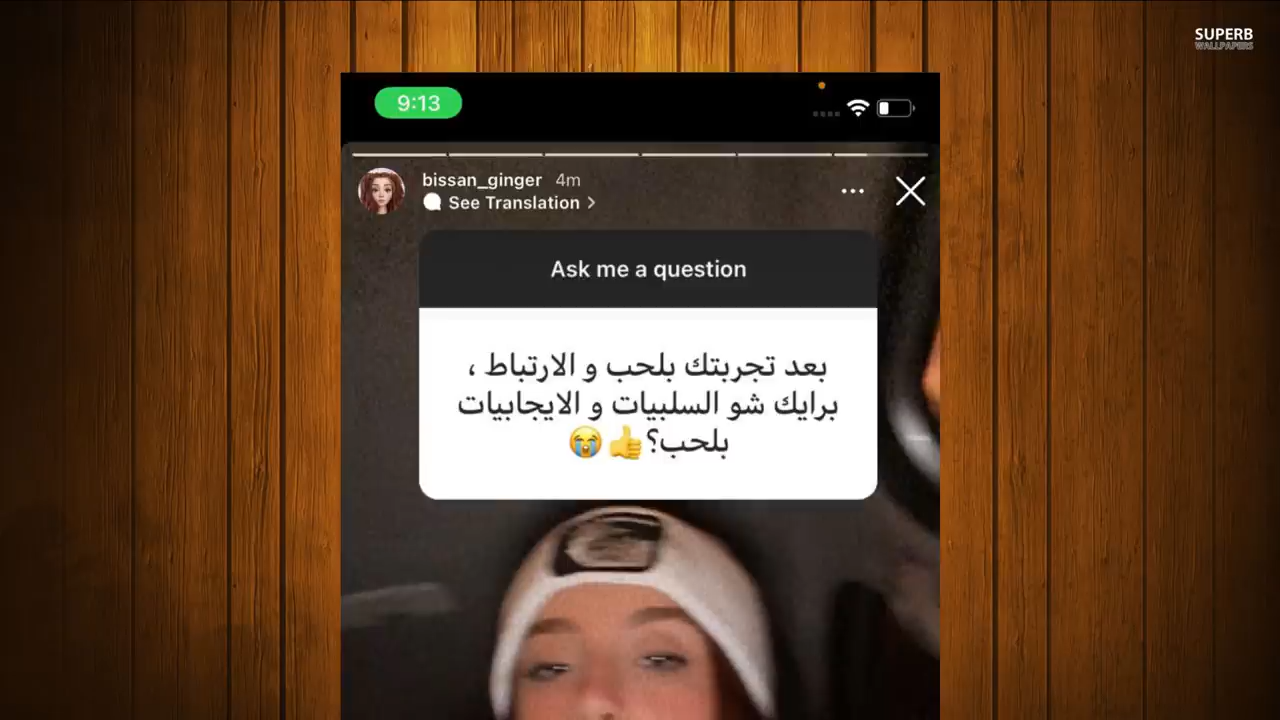 SUPERB
WALLPAPERS
9:13
bissan_ginger 4m
See Translation >
Ask me a question
بعد تجربتك بلحب و الارتباط ،
برايك شو السلبيات و الايجابيات
بلحب؟👍😭